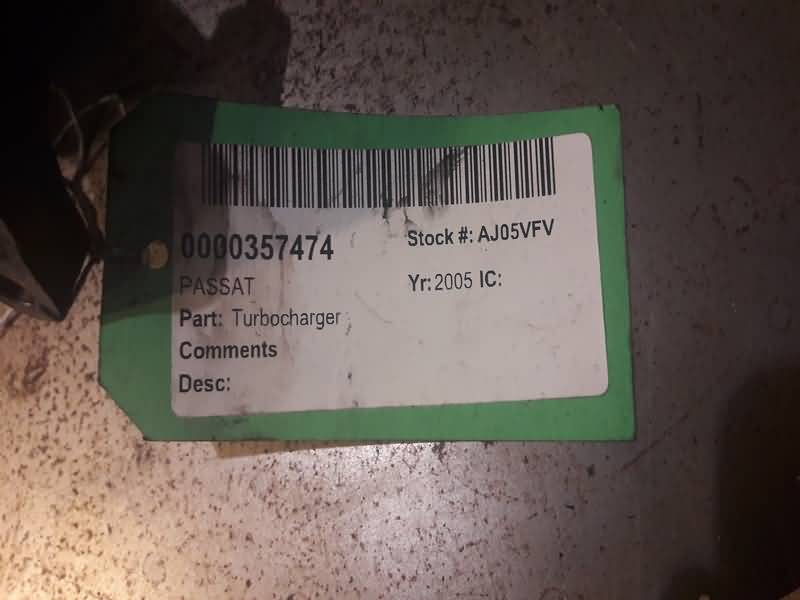 0000357474
Stock #: AJ05VFV
PASSAT
Yr: 2005 IC:
Part: Turbocharger
Comments
Desc: